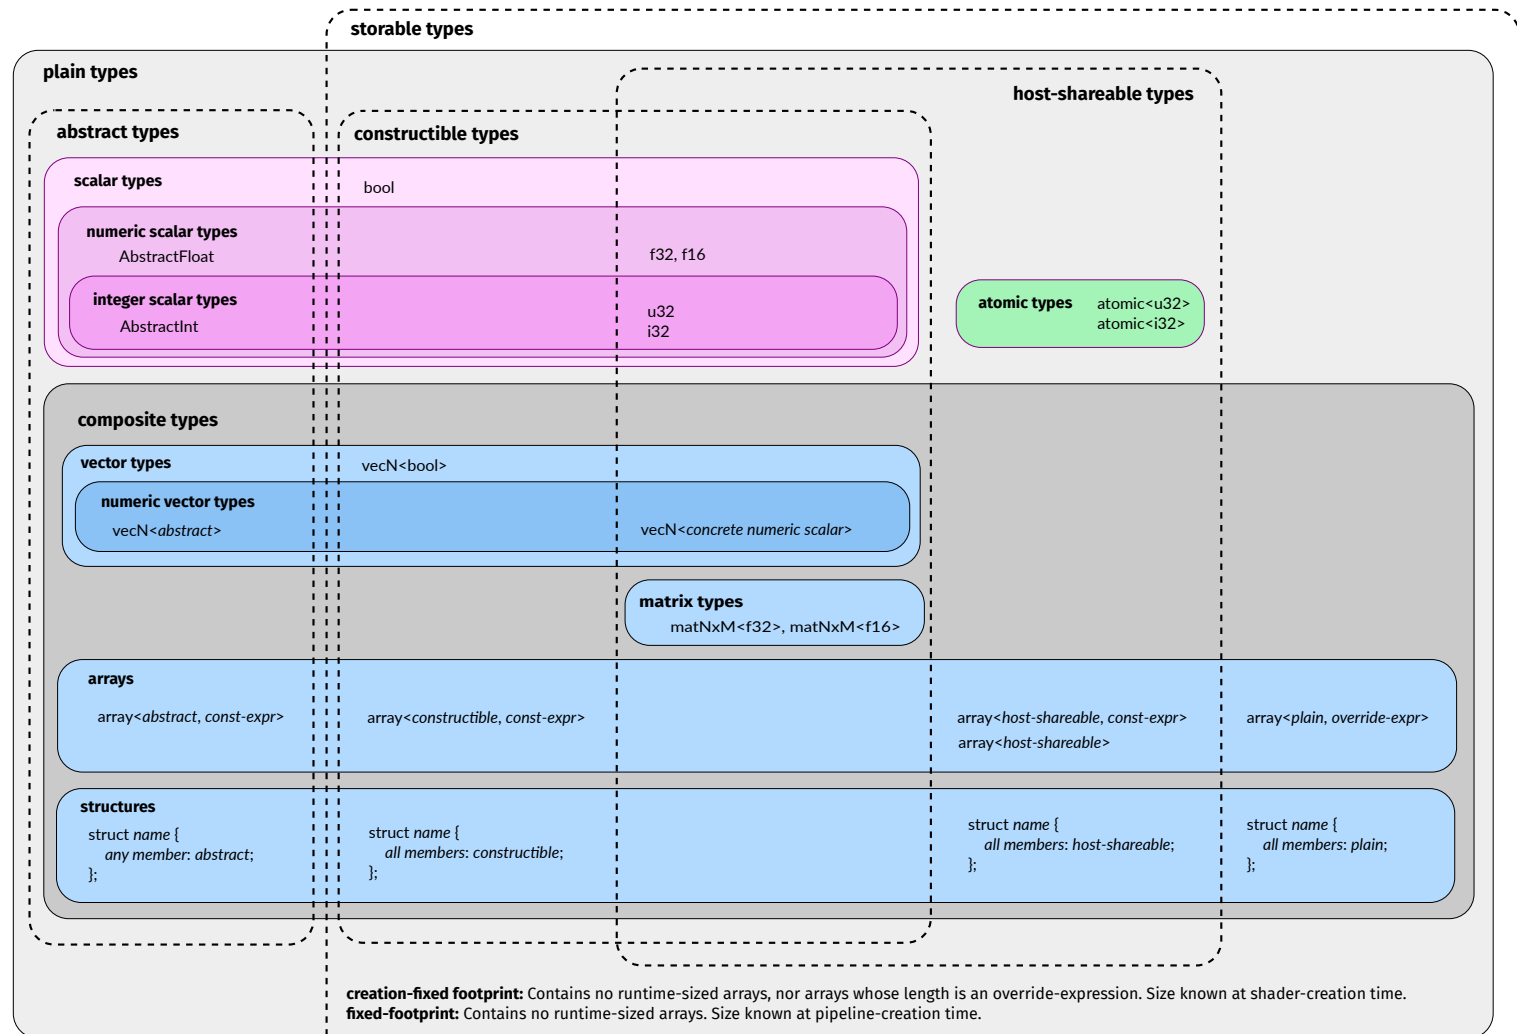 storable types
plain types
host-shareable types
abstract types
constructible types
scalar types
bool
numeric scalar types
AbstractFloat
f32, f16
integer scalar types
AbstractInt
u32
i32
atomic types
atomic<u32>
atomic<i32>
composite types
vector types
vecN<bool>
numeric vector types
vecN<abstract>
vecN<concrete numeric scalar>
matrix types
matNxM<f32>, matNxM<f16>
arrays
array<abstract, const-expr>
array<constructible, const-expr>
array<host-shareable, const-expr>
array<host-shareable>
array<plain, override-expr>
structures
struct name {
any member: abstract;
};
struct name {
all members: constructible;
};
struct name {
all members: host-shareable;
};
struct name {
all members: plain;
};
creation-fixed footprint: Contains no runtime-sized arrays, nor arrays whose length is an override-expression. Size known at shader-creation time.
fixed-footprint: Contains no runtime-sized arrays. Size known at pipeline-creation time.